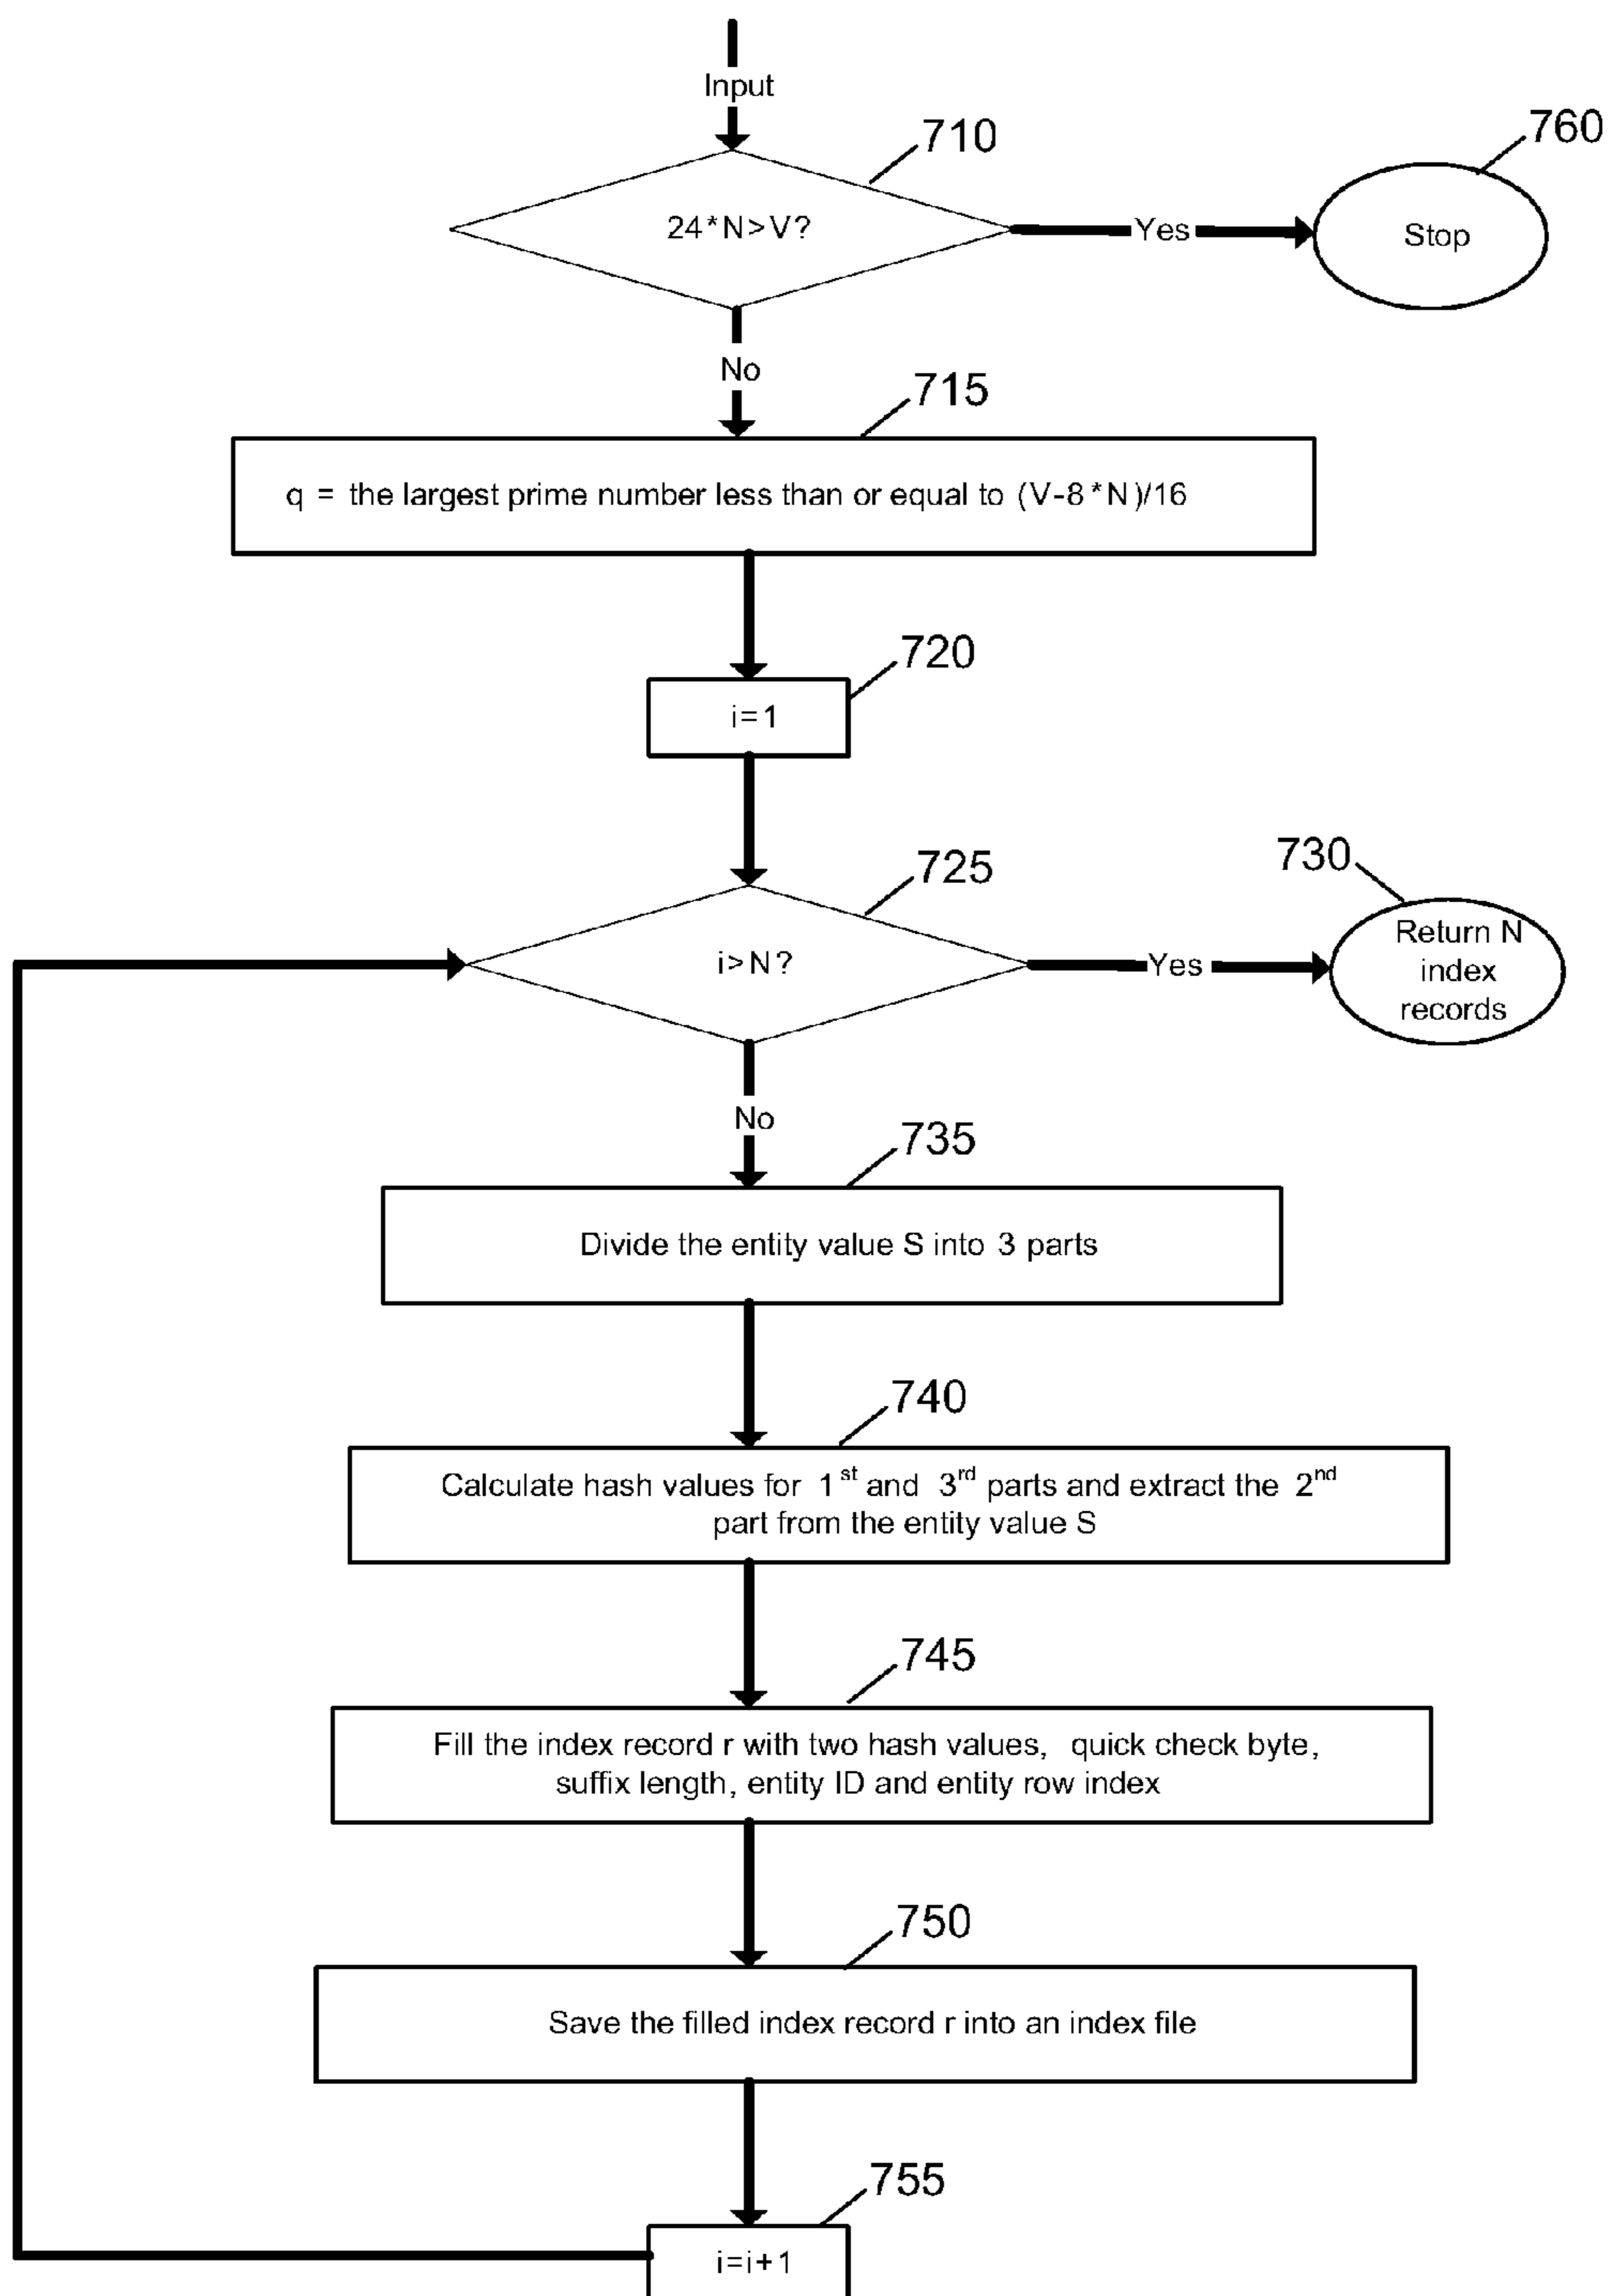 Input
710
760
24*N>V?
Yes
Stop
No
715
q = the largest prime number less than or equal to (V-8*N)/16
720
i=1
725
730
i>N?
Yes
Return N
index
records
No
735
Divide the entity value S into 3 parts
740
Calculate hash values for 1st and 3rd parts and extract the 2nd
part from the entity value S
745
Fill the index record r with two hash values, quick check byte,
suffix length, entity ID and entity row index
750
Save the filled index record r into an index file
755
i=i+1